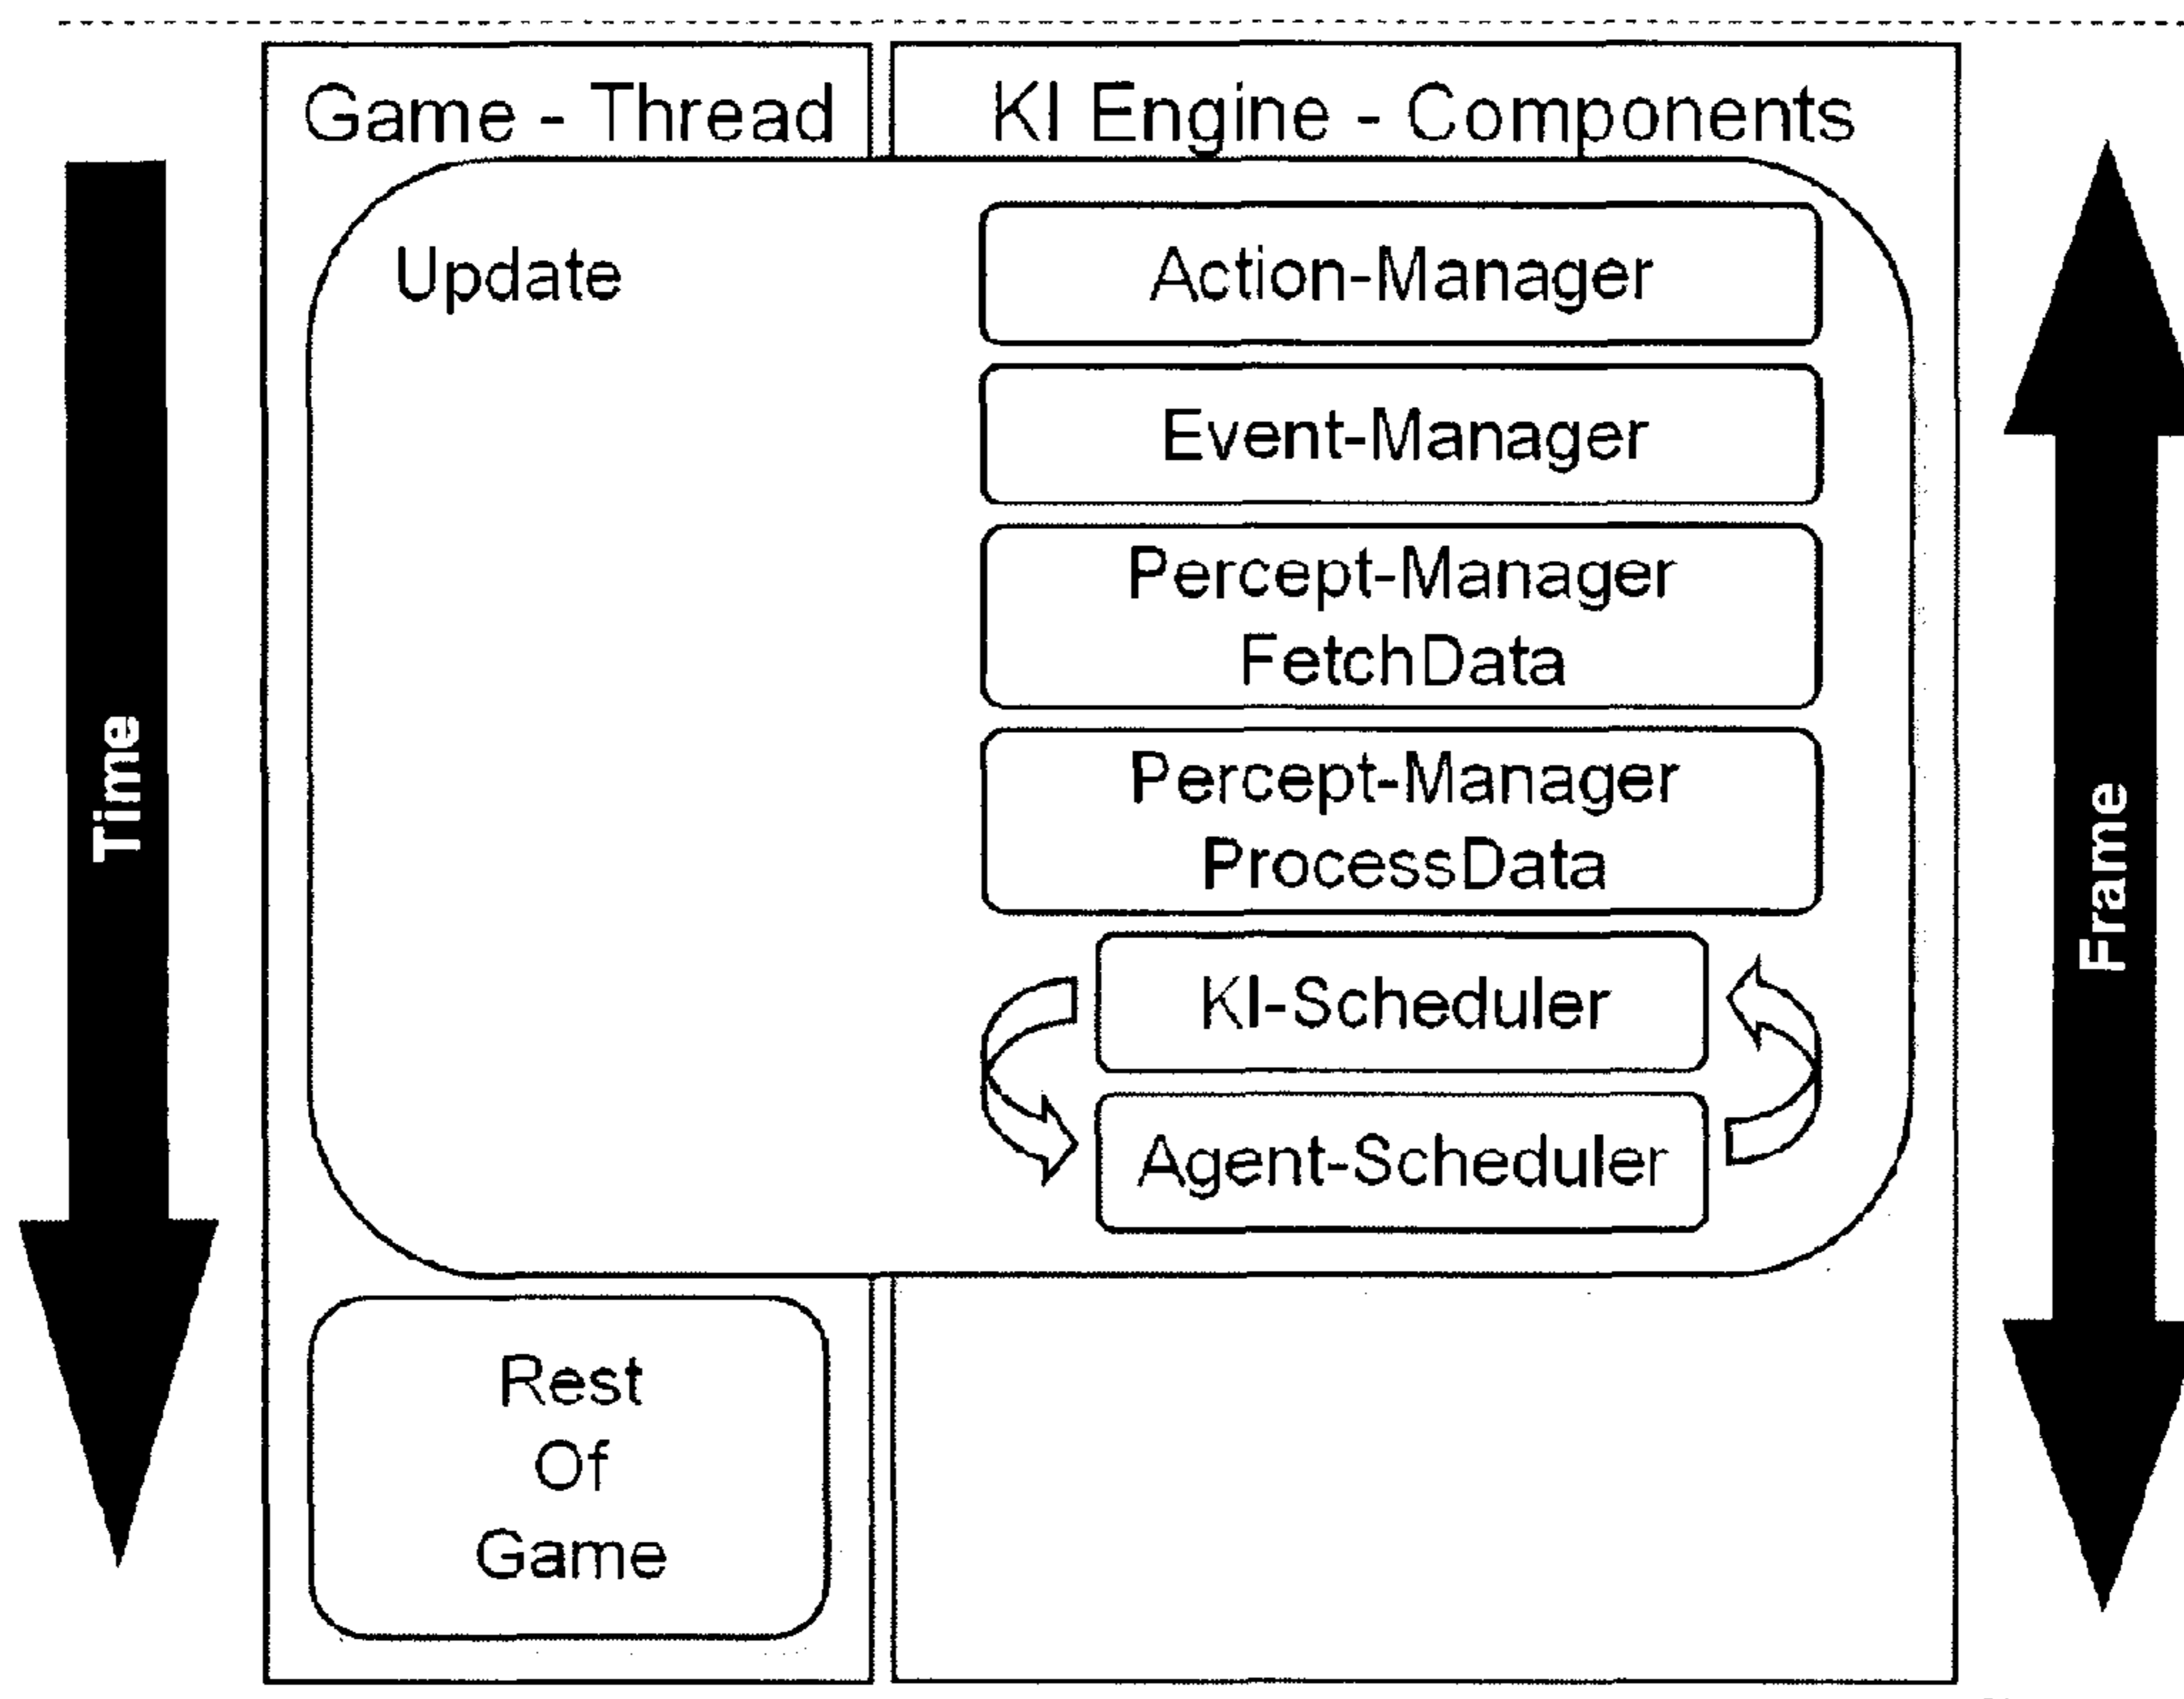 Game - Thread
KI Engine - Components
Update
Action-Manager
Event-Manager
Percept-Manager
FetchData
Percept-Manager
ProcessData
KI-Scheduler
Agent-Scheduler
Rest
Of
Game
Time
Frame